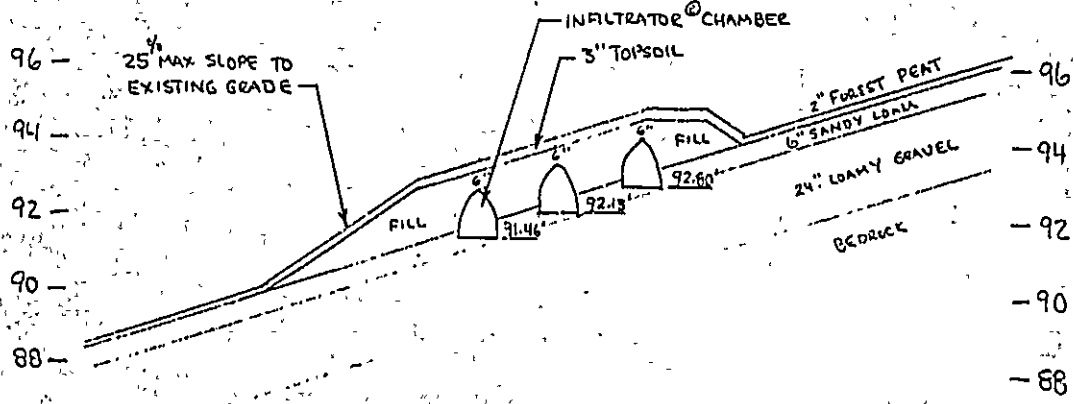 INFILTRATOR © CHAMBER
3" TOPSOIL
25% MAX SLOPE TO
EXISTING GRADE
96
94
92
90
88
96
94
92
90
88
2" FOREST PEAT
6" SANDY LOAM
24" LOAMY GRAVEL
BEDROCK
FILL
FILL
6"
6"
6"
91.46'
92.13'
92.80'